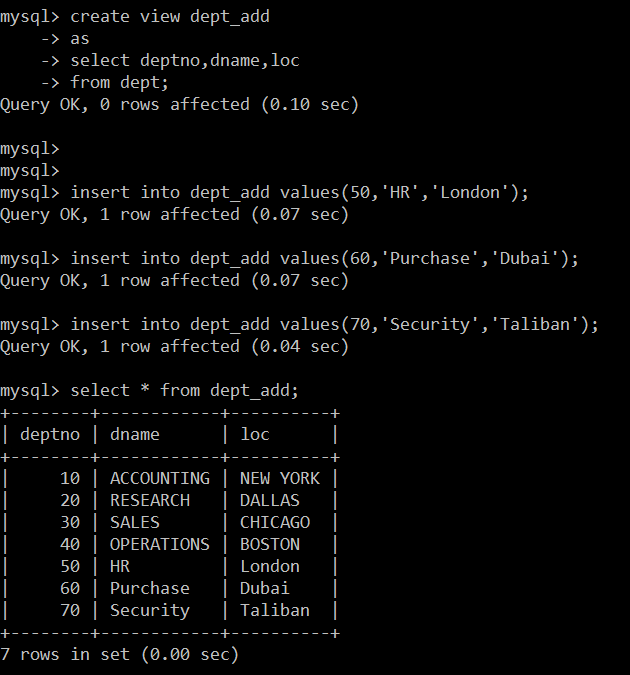 mysql> create view dept_add
    -> as
    -> select deptno,dname,loc
    -> from dept;
Query OK, 0 rows affected (0.10 sec)

mysql>
mysql>
mysql> insert into dept_add values(50,'HR','London');
Query OK, 1 row affected (0.07 sec)

mysql> insert into dept_add values(60,'Purchase','Dubai');
Query OK, 1 row affected (0.07 sec)

mysql> insert into dept_add values(70,'Security','Taliban');
Query OK, 1 row affected (0.04 sec)

mysql> select * from dept_add;
+--------+------------+----------+
| deptno | dname      | loc      |
+--------+------------+----------+
|     10 | ACCOUNTING | NEW YORK |
|     20 | RESEARCH   | DALLAS   |
|     30 | SALES      | CHICAGO  |
|     40 | OPERATIONS | BOSTON   |
|     50 | HR         | London   |
|     60 | Purchase   | Dubai    |
|     70 | Security   | Taliban  |
+--------+------------+----------+
7 rows in set (0.00 sec)